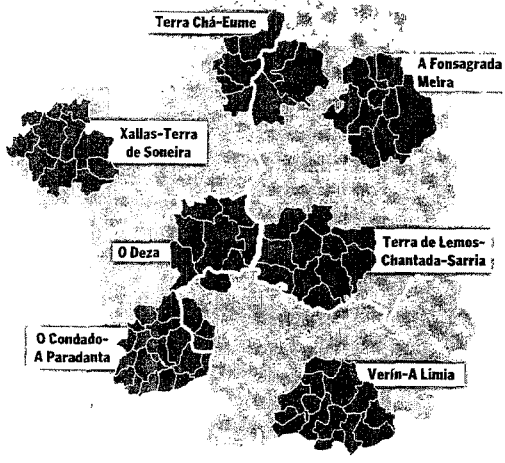 Terra Chá-Eume
A Fonsagrada
Meira
Xallas-Terra
de Soneira
O Deza
Terra de Lemos-
Chantada-Sarria
O Condado-
A Paradanta
Verín-A Limia